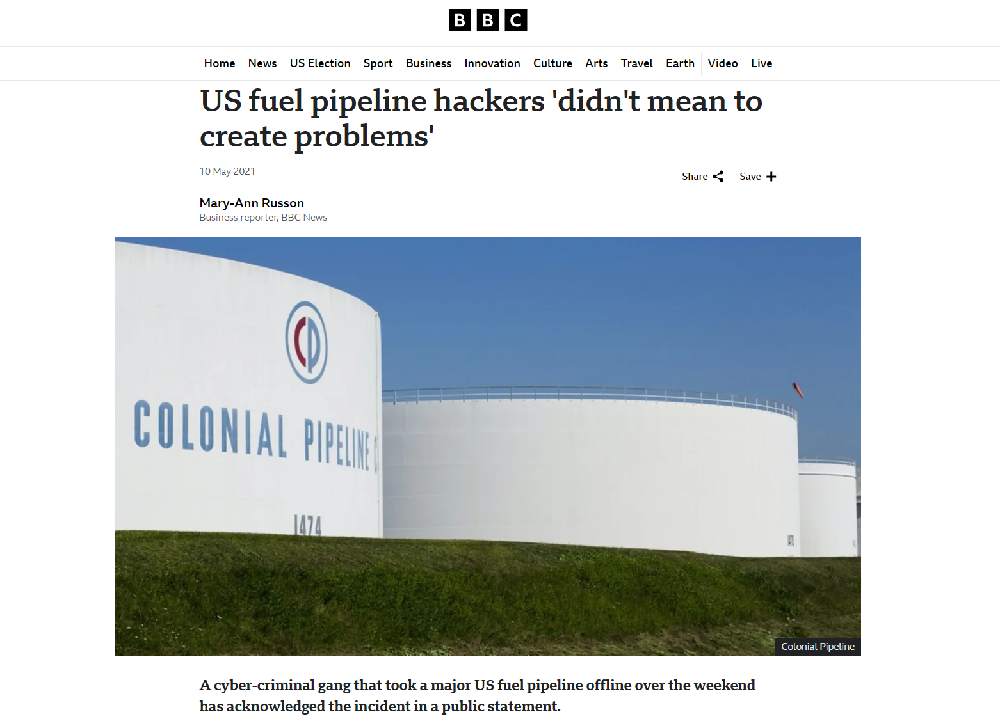 BBC
Home News US Election Sport Business Innovation Culture Arts Travel Earth Video Live
US fuel pipeline hackers 'didn't mean to
create problems'
10 May 2021
Share Save
Mary-Ann Russon
Business reporter, BBC News
CP
COLONIAL PIPELINE C
1474
Colonial Pipeline
A cyber-criminal gang that took a major US fuel pipeline offline over the weekend
has acknowledged the incident in a public statement.